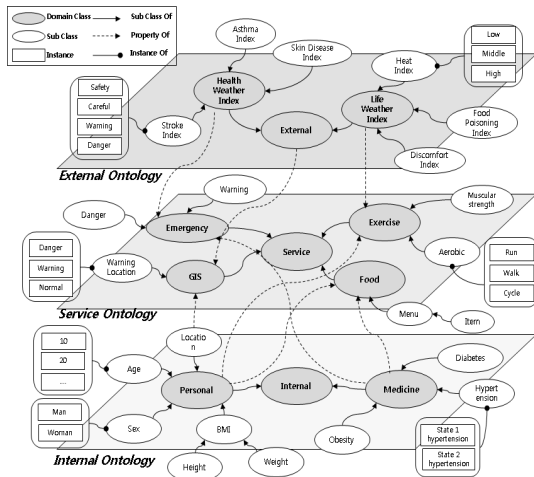 Domain Class
Sub Class Of
Sub Class
Property Of
Instance
Instance Of
Asthma
Index
Skin Disease
Index
Heat
Index
Low
Middle
High
Health
Weather
Index
Life
Weather
Index
Safety
Careful
Warning
Danger
Stroke
Index
External
Food
Poisoning
Index
Discomfort
Index
External Ontology
Warning
Muscular
strength
Danger
Emergency
Exercise
Service
Aerobic
Danger
Warning
Normal
Warning
Location
GIS
Food
Run
Walk
Cycle
Menu
Item
Service Ontology
Locatio
n
10
20
...
Age
Diabetes
Personal
Internal
Medicine
Hypert
ension
Man
Woman
Sex
BMI
Obesity
State 1
hypertension
State 2
hypertension
Height
Weight
Internal Ontology